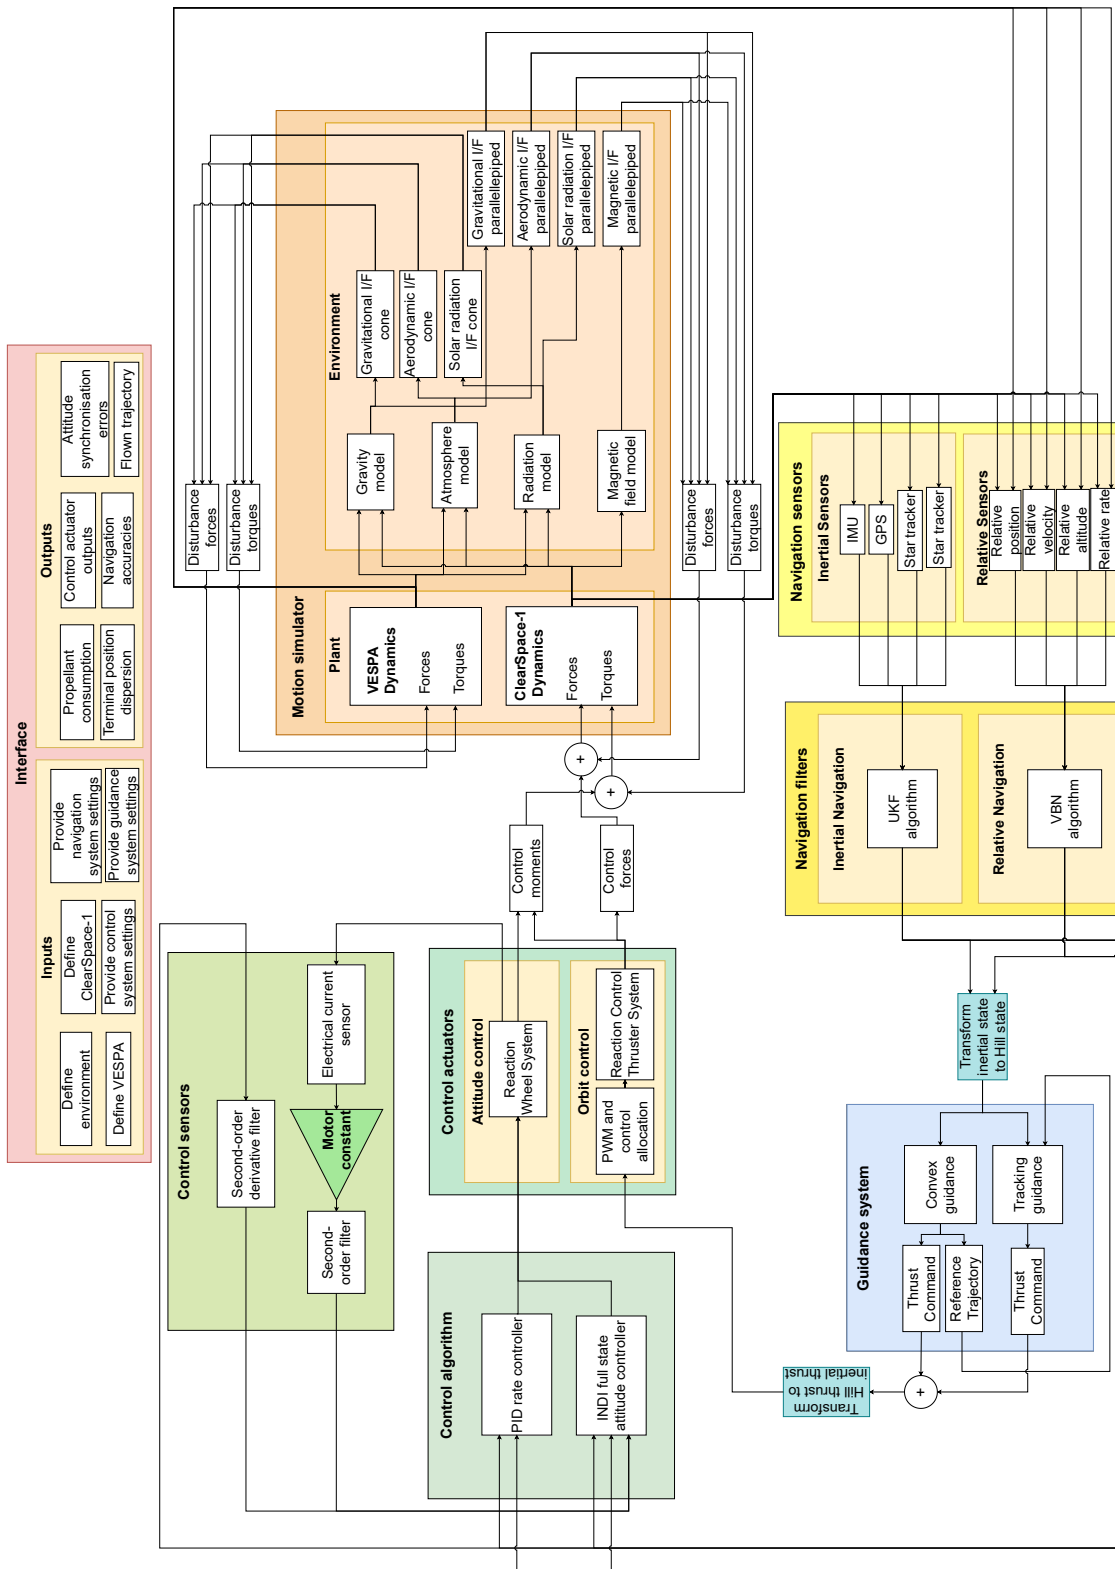 Interface
Inputs
Define
environment
Define VESPA
Define
ClearSpace-1
Provide control
system settings
Provide
navigation
system settings
Provide guidance
system settings
Outputs
Propellant
consumption
Terminal position
dispersion
Control actuator
outputs
Navigation
accuracies
Attitude
synchronisation
errors
Flown trajectory
Control sensors
Second-order
derivative filter
Electrical current
sensor
Motor
constant
Second-
order filter
Control algorithm
PID rate controller
INDI full state
attitude controller
Control actuators
Attitude control
Reaction
Wheel System
Orbit control
PWM and
control
allocation
Reaction Control
Thruster System
Control
moments
Control
forces
+
+
Disturbance
forces
Disturbance
torques
Motion simulator
Plant
VESPA
Dynamics
Forces
Torques
ClearSpace-1
Dynamics
Forces
Torques
Environment
Gravity
model
Atmosphere
model
Radiation
model
Magnetic
field model
Gravitational I/F
cone
Aerodynamic I/F
cone
Solar radiation
I/F cone
Gravitational I/F
parallellepiped
Aerodynamic I/F
parallelepiped
Solar radiation I/F
parallelepiped
Magnetic I/F
parallelepiped
Disturbance
forces
Disturbance
torques
Transform
Hill thrust to
inertial thrust
+
Guidance system
Thrust
Command
Reference
Trajectory
Convex
guidance
Thrust
Command
Tracking
guidance
Transform
inertial state
to Hill state
Navigation filters
Inertial Navigation
UKF
algorithm
Relative Navigation
VBN
algorithm
Navigation sensors
Inertial Sensors
IMU
GPS
Star tracker
Star tracker
Relative Sensors
Relative
position
Relative
velocity
Relative
altitude
Relative rate